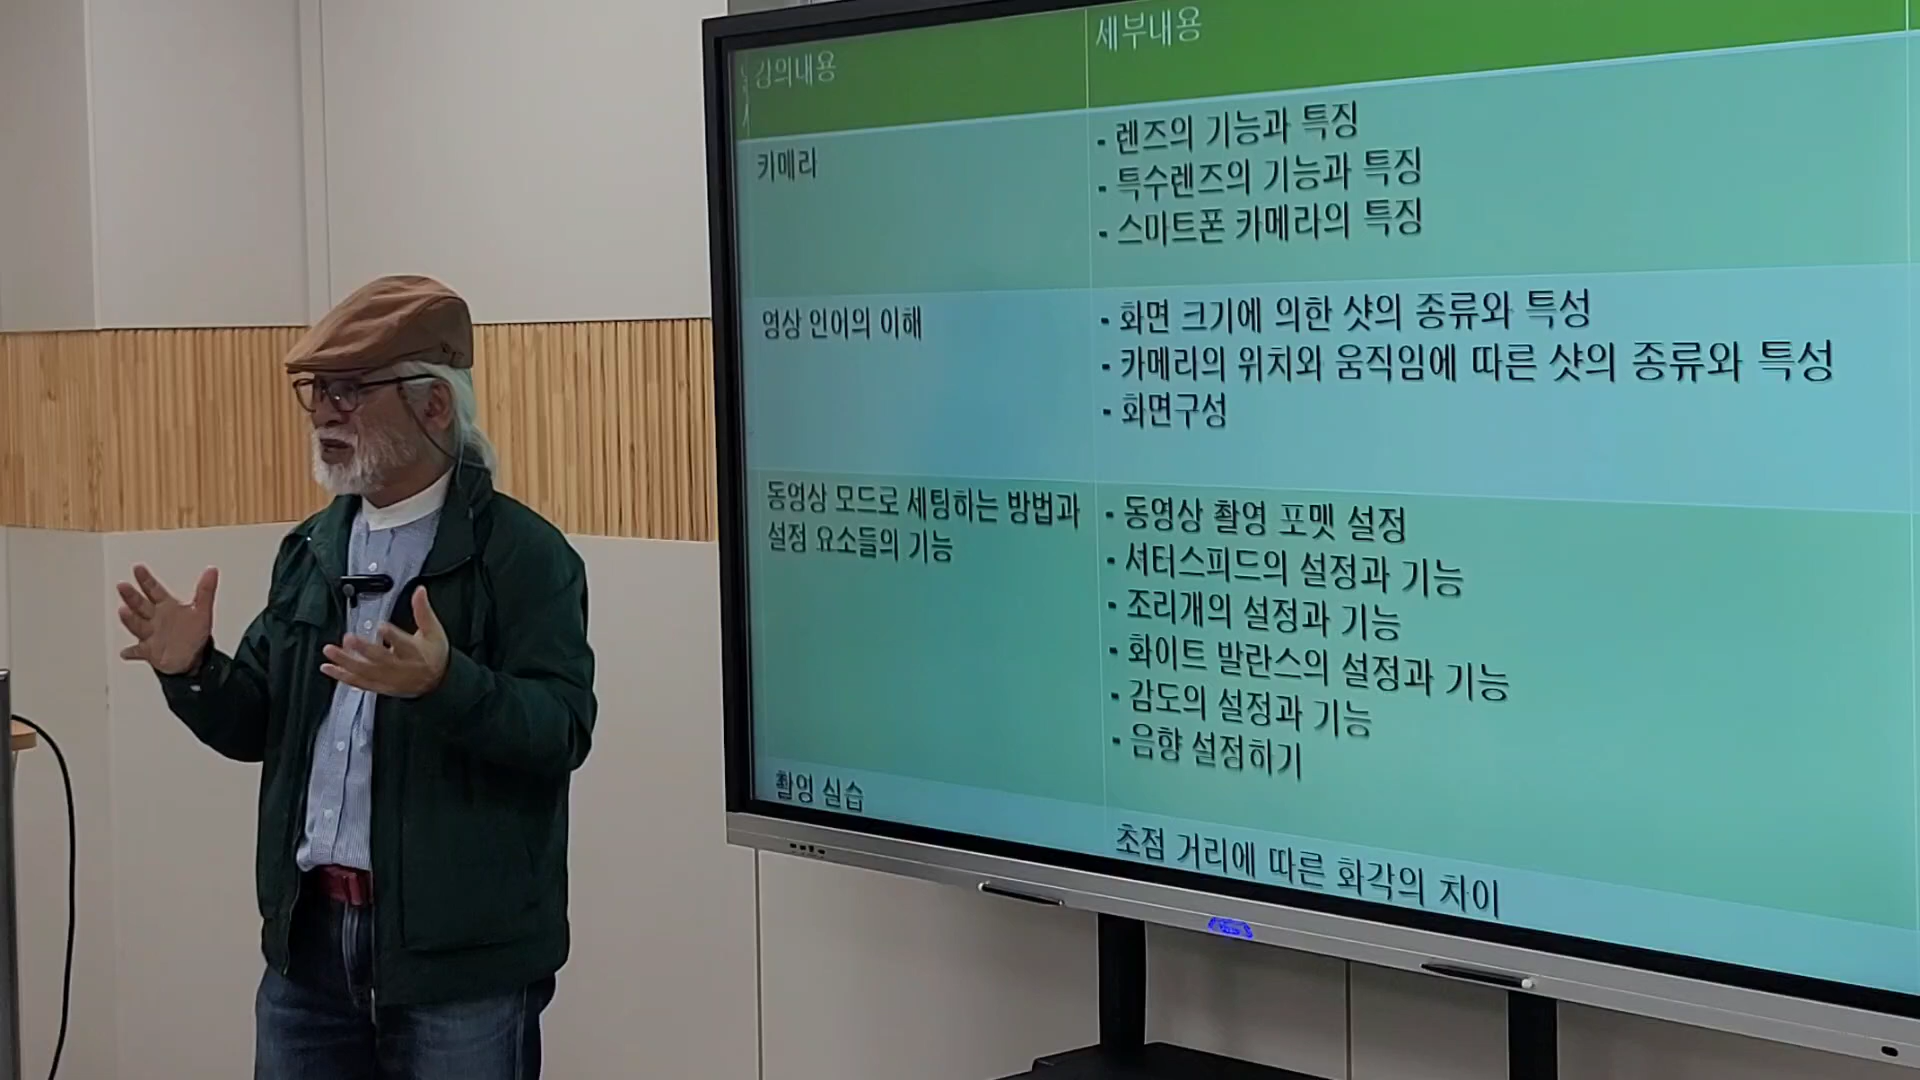 강의내용
세부내용
카메라
- 렌즈의 기능과 특징
- 특수렌즈의 기능과 특징
- 스마트폰 카메라의 특징
영상 언어의 이해
- 화면 크기에 의한 샷의 종류와 특성
- 카메라의 위치와 움직임에 따른 샷의 종류와 특성
- 화면구성
동영상 모드로 세팅하는 방법과
설정 요소들의 기능
- 동영상 촬영 포맷 설정
- 셔터스피드의 설정과 기능
- 조리개의 설정과 기능
- 화이트 발란스의 설정과 기능
- 감도의 설정과 기능
- 음향 설정하기
촬영 실습
초점 거리에 따른 화각의 차이